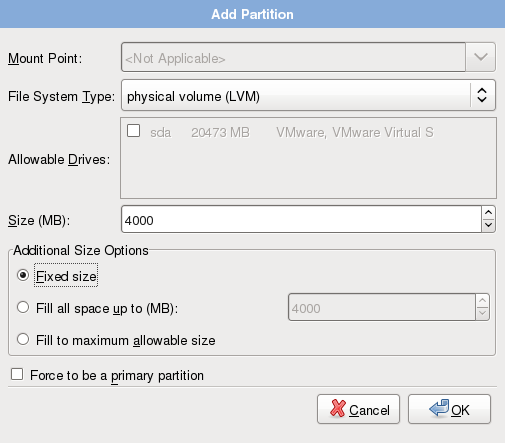 Add Partition
Mount Point: <Not Applicable>
File System Type: physical volume (LVM)
sda 20473 MB VMware, VMware Virtual S
Allowable Drives:
Size (MB): 4000
Additional Size Options
Fixed size
Fill all space up to (MB): 4000
Fill to maximum allowable size
Force to be a primary partition
Cancel OK